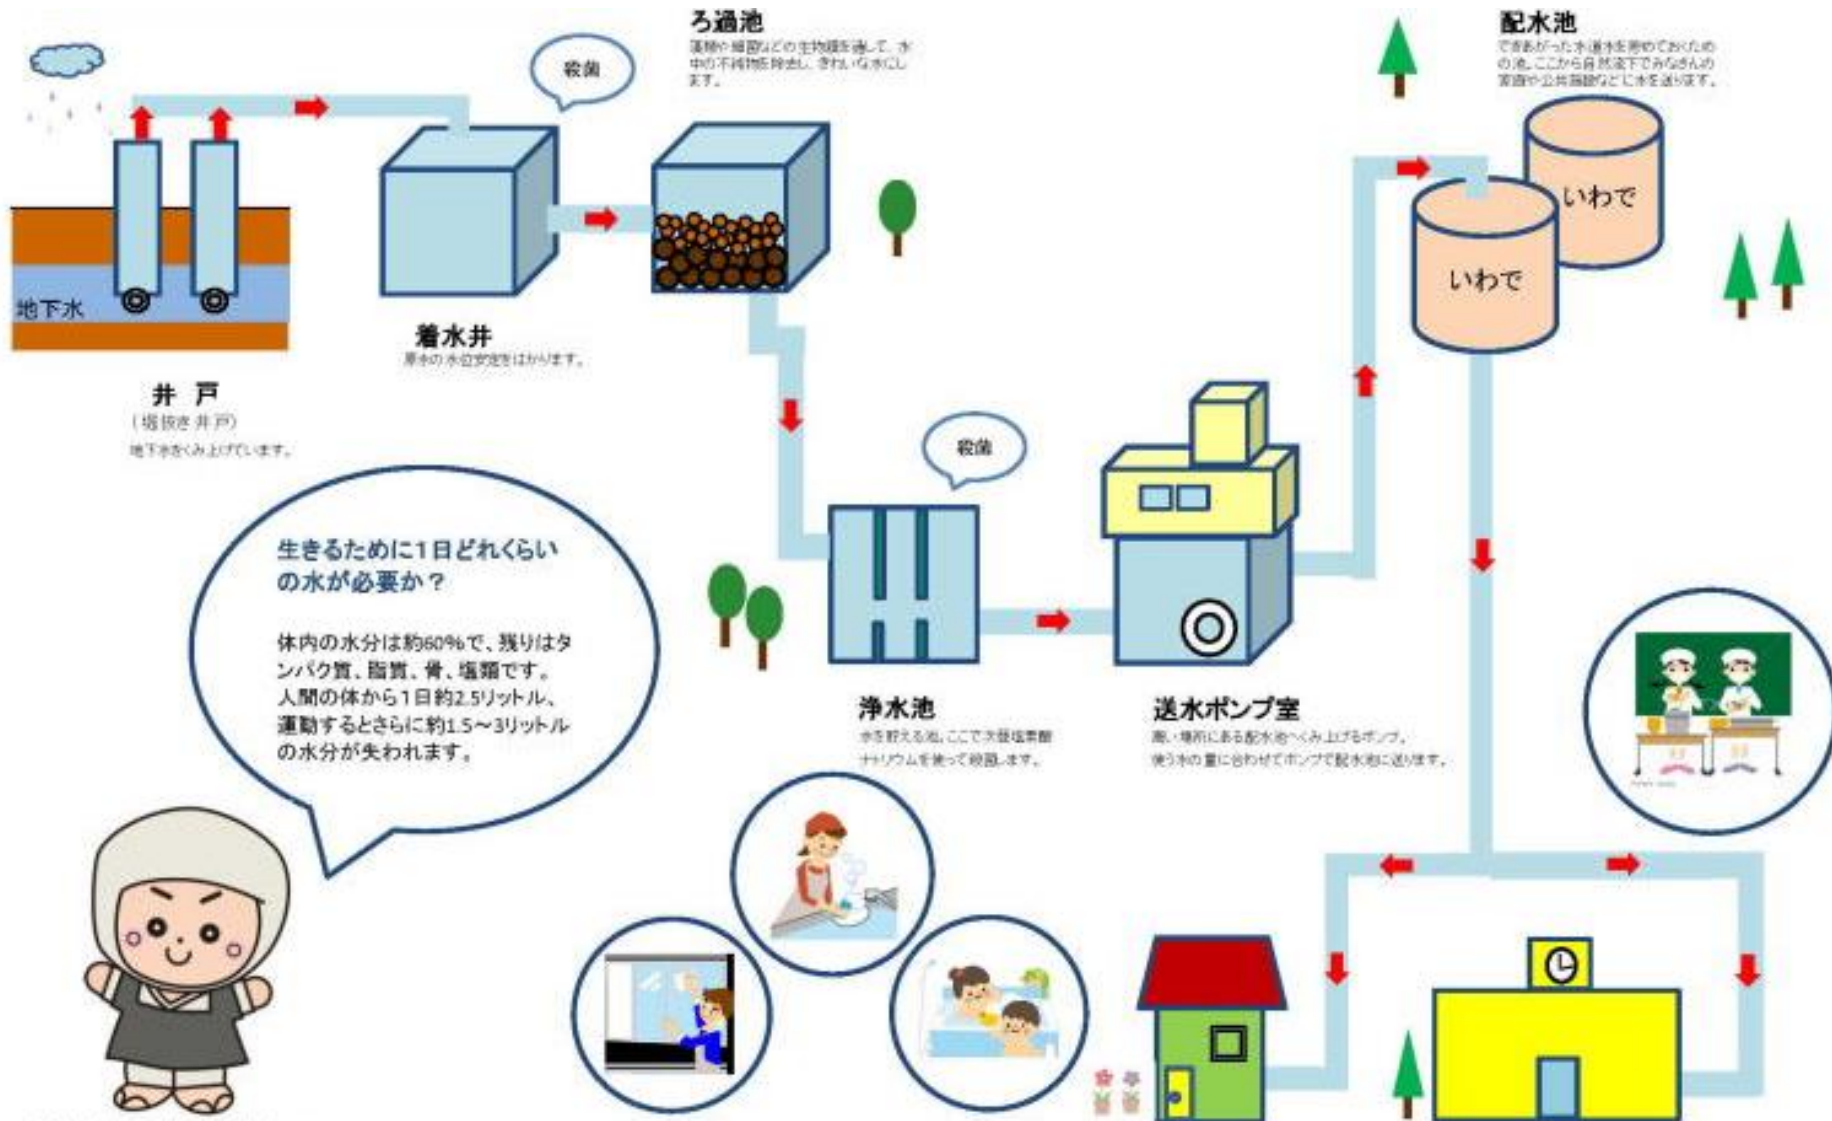 ろ過池
藻類や細菌などの生物膜を通して、水
中の不純物を除去し、きれいな水にし
ます。
殺菌
配水池
できあがった水道水を貯めておくため
の池。ここから自然流下でみなさんの
家庭や公共施設などに水を送ります。
いわで
いわで
地下水
着水井
原水の水位安定をはかります。
井 戸
(堀抜き井戸)
地下水をくみ上げています。
殺菌
生きるために1日どれくらい
の水が必要か?
体内の水分は約60%で、残りはタ
ンパク質、脂質、骨、塩類です。
人間の体から1日約2.5リットル、
運動するとさらに約1.5~3リットル
の水分が失われます。
浄水池
水を貯える池。ここで次亜塩素酸
ナトリウムを使って殺菌します。
送水ポンプ室
高い場所にある配水池へくみ上げるポンプ。
使う水の量に合わせてポンプで配水池に送ります。